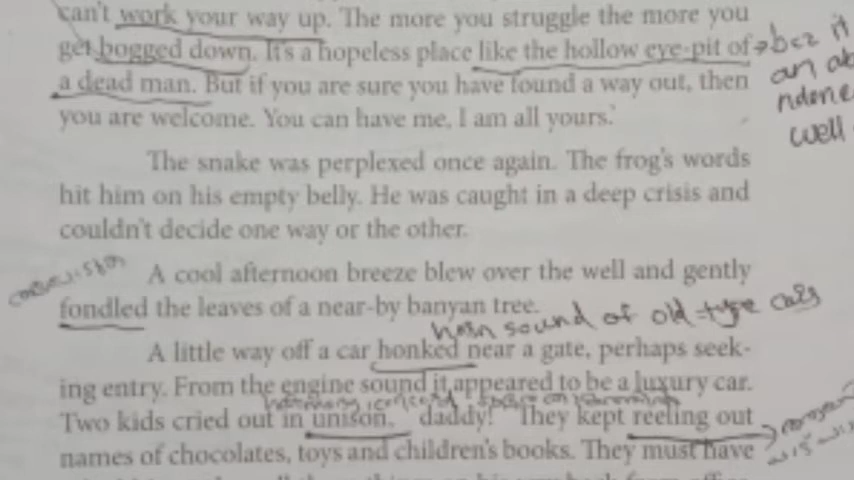 can't work your way up. The more you struggle the more you
get bogged down. It's a hopeless place like the hollow eye-pit of → bcz it
a dead man. But if you are sure you have found a way out, then an ab
you are welcome. You can have me, I am all yours.' ndone
well
The snake was perplexed once again. The frog's words
hit him on his empty belly. He was caught in a deep crisis and
couldn't decide one way or the other.
A cool afternoon breeze blew over the well and gently
fondled the leaves of a near-by banyan tree.
horn sound of old-type cars
A little way off a car honked near a gate, perhaps seek-
ing entry. From the engine sound it appeared to be a luxury car.
Two kids cried out in unison, 'daddy!' They kept reeling out
names of chocolates, toys and children's books. They must have